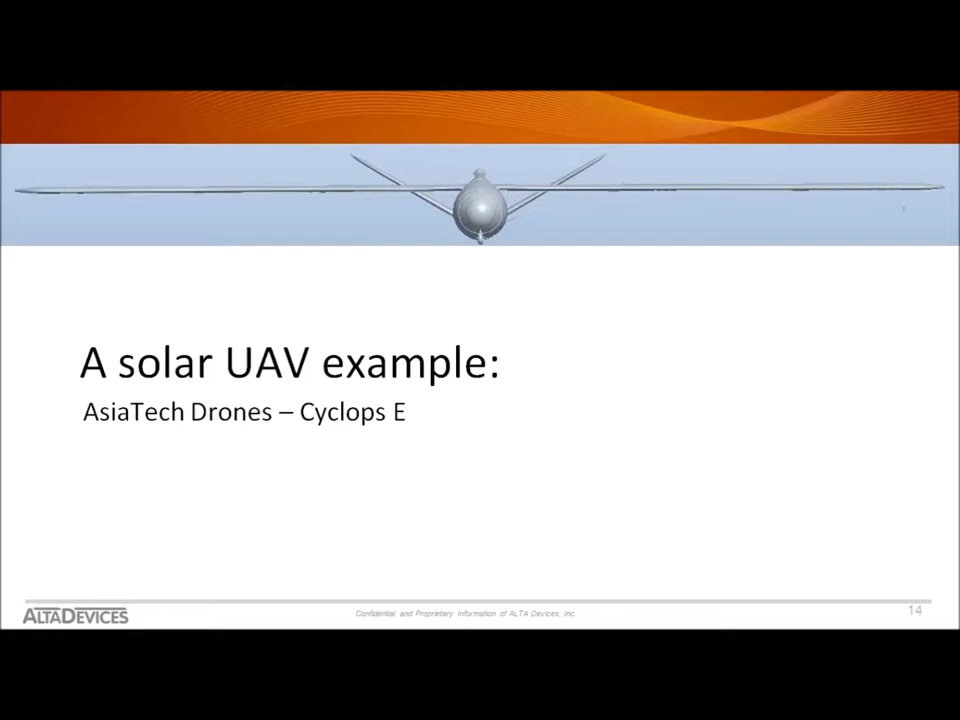 A solar UAV example:
AsiaTech Drones – Cyclops E
ALTADEVICES
Confidential and Proprietary Information of ALTA Devices, Inc.
14